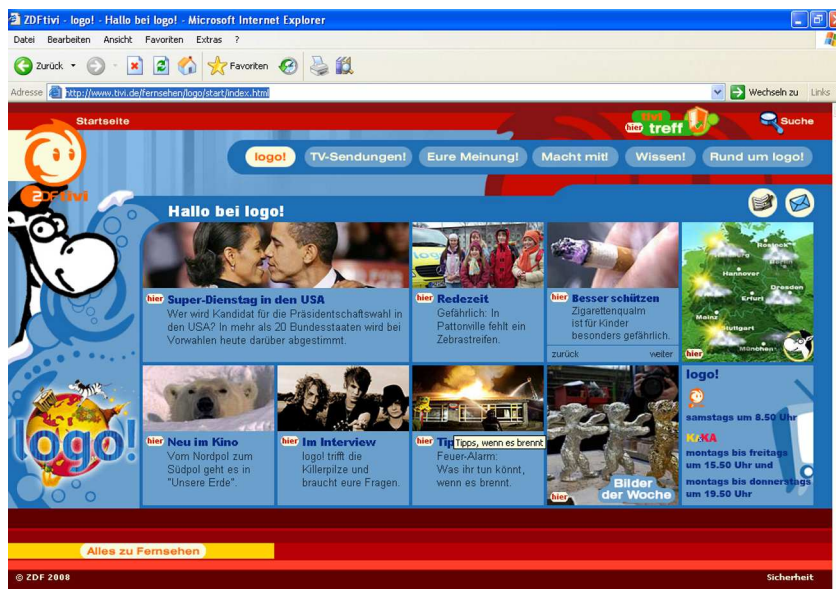 ZDFtivi - logo! - Hallo bei logo! - Microsoft Internet Explorer
Datei Bearbeiten Ansicht Favoriten Extras ?
Zurück Favoriten
Adresse http://www.tivi.de/fernsehen/logo/start/index.html Wechseln zu Links
Startseite
tivi
hier treff
Suche
ZDFtivi
logo! TV-Sendungen! Eure Meinung! Macht mit! Wissen! Rund um logo!
Hallo bei logo!
hier Super-Dienstag in den USA
Wer wird Kandidat für die Präsidentschaftswahl in
den USA? In mehr als 20 Bundesstaaten wird bei
Vorwahlen heute darüber abgestimmt.
logo
hier Redezeit
Gefährlich: In
Pattonville fehlt ein
Zebrastreifen.
hier Besser schützen
Zigarettenqualm
ist für Kinder
besonders gefährlich.
zurück weiter
Rostock
Hannover
Dresden
Erfurt
Mainz
Stuttgart
München
hier
logo!
hier Neu im Kino
Vom Nordpol zum
Südpol geht es in
"Unsere Erde".
hier Im Interview
logo! trifft die
Killerpilze und
braucht eure Fragen.
hier Tip
Tipps, wenn es brennt
Feuer-Alarm:
Was ihr tun könnt,
wenn es brennt.
hier
Bilder
der Woche
logo!
samstags um 8.50 Uhr
KiKA
montags bis freitags
um 15.50 Uhr und
montags bis donnerstags
um 19.50 Uhr
Alles zu Fernsehen
© ZDF 2008
Sicherheit